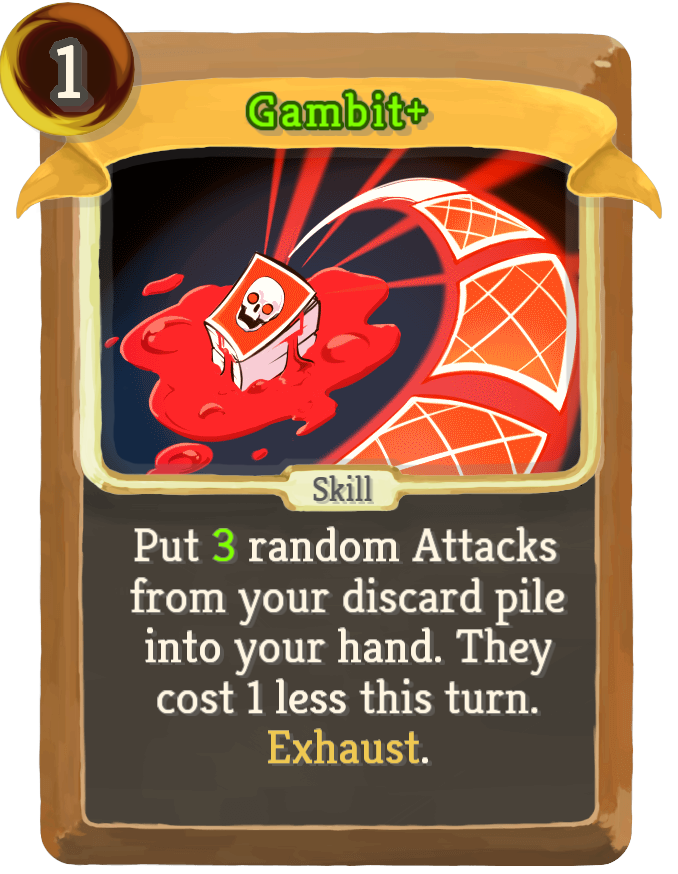 1
Gambit+
Skill
Put 3 random Attacks
from your discard pile
into your hand. They
cost 1 less this turn.
Exhaust.